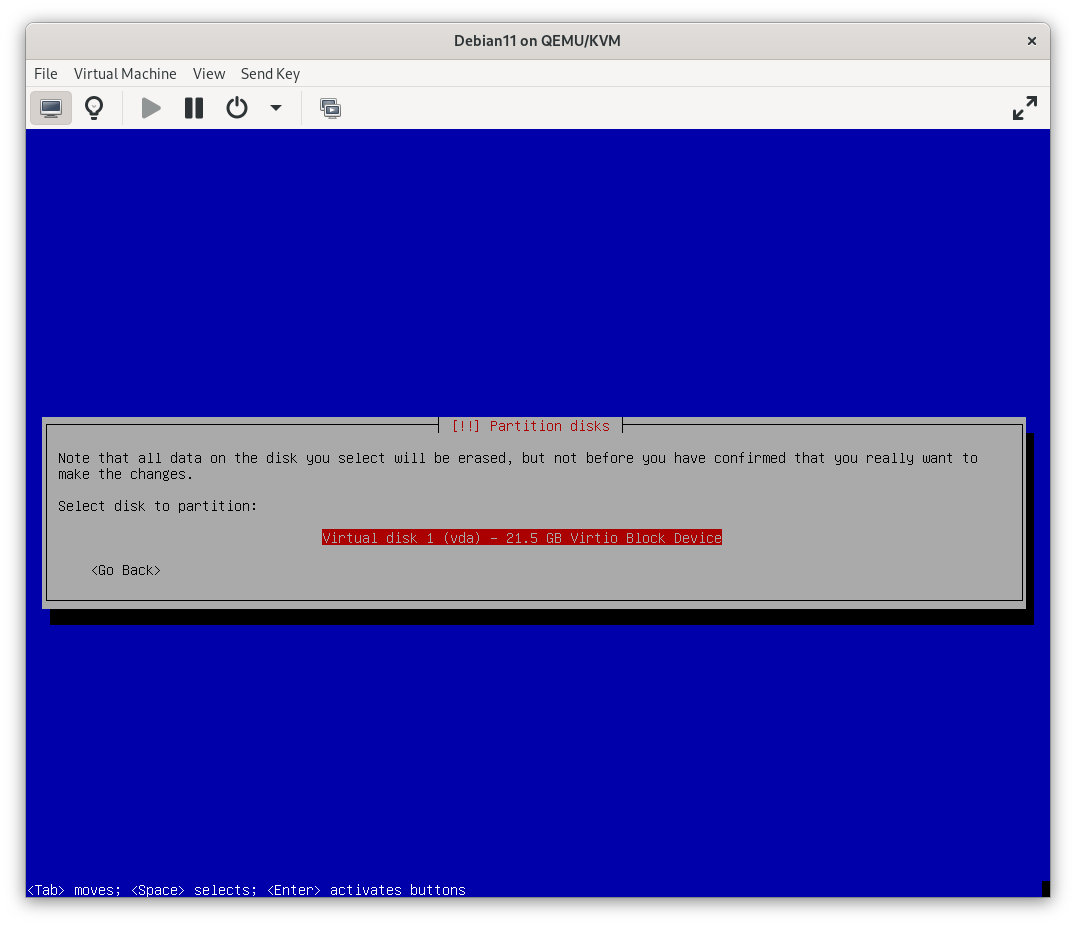 Debian11 on QEMU/KVM
File Virtual Machine View Send Key
[!!] Partition disks
Note that all data on the disk you select will be erased, but not before you have confirmed that you really want to
make the changes.
Select disk to partition:
Virtual disk 1 (vda) - 21.5 GB Virtio Block Device
<Go Back>
<Tab> moves; <Space> selects; <Enter> activates buttons